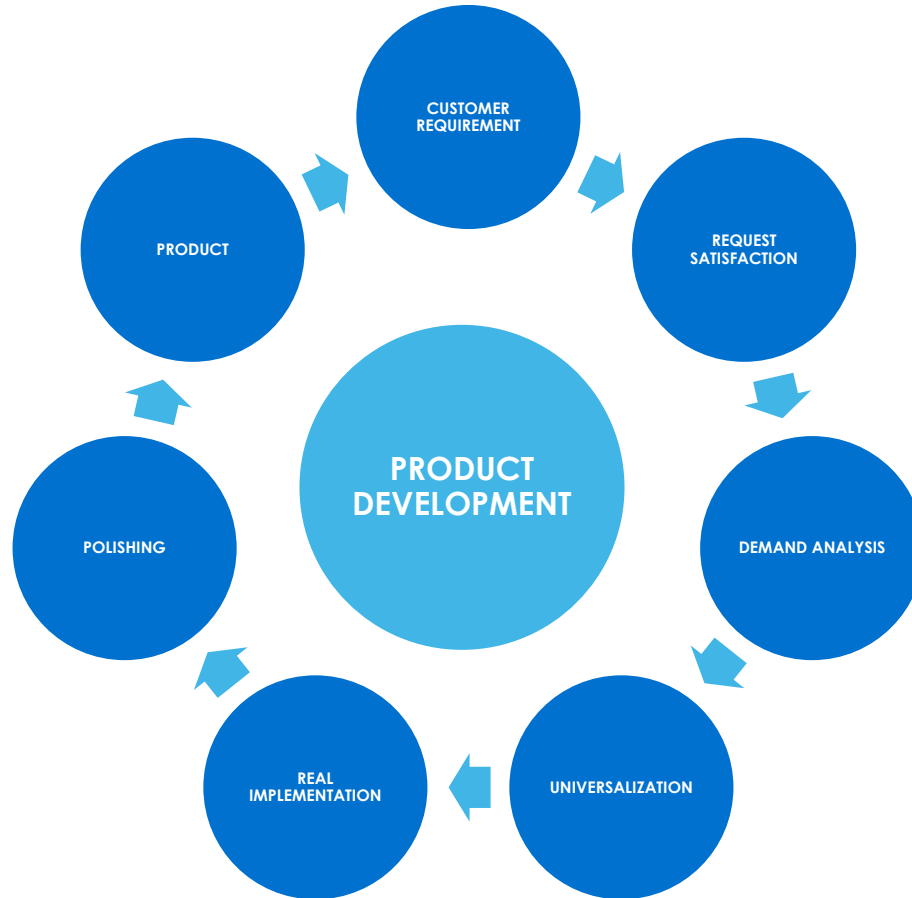 CUSTOMER
REQUIREMENT
REQUEST
SATISFACTION
DEMAND ANALYSIS
UNIVERSALIZATION
REAL
IMPLEMENTATION
POLISHING
PRODUCT
PRODUCT
DEVELOPMENT